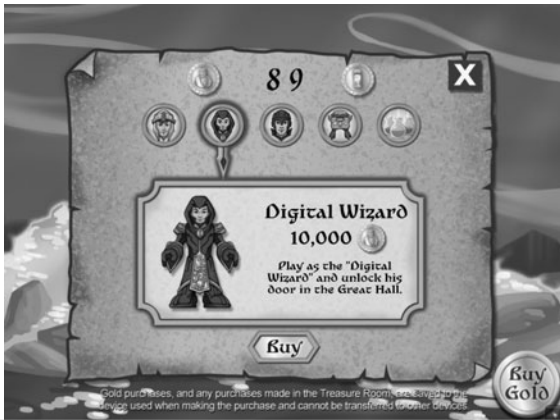 89
X
Digital Wizard
10,000
Play as the "Digital
Wizard" and unlock his
door in the Great Hall.
Buy
Buy
Gold
Gold purchases, and any purchases made in the Treasure Room, are saved to the
device used when making the purchase and cannot be transferred to other devices.